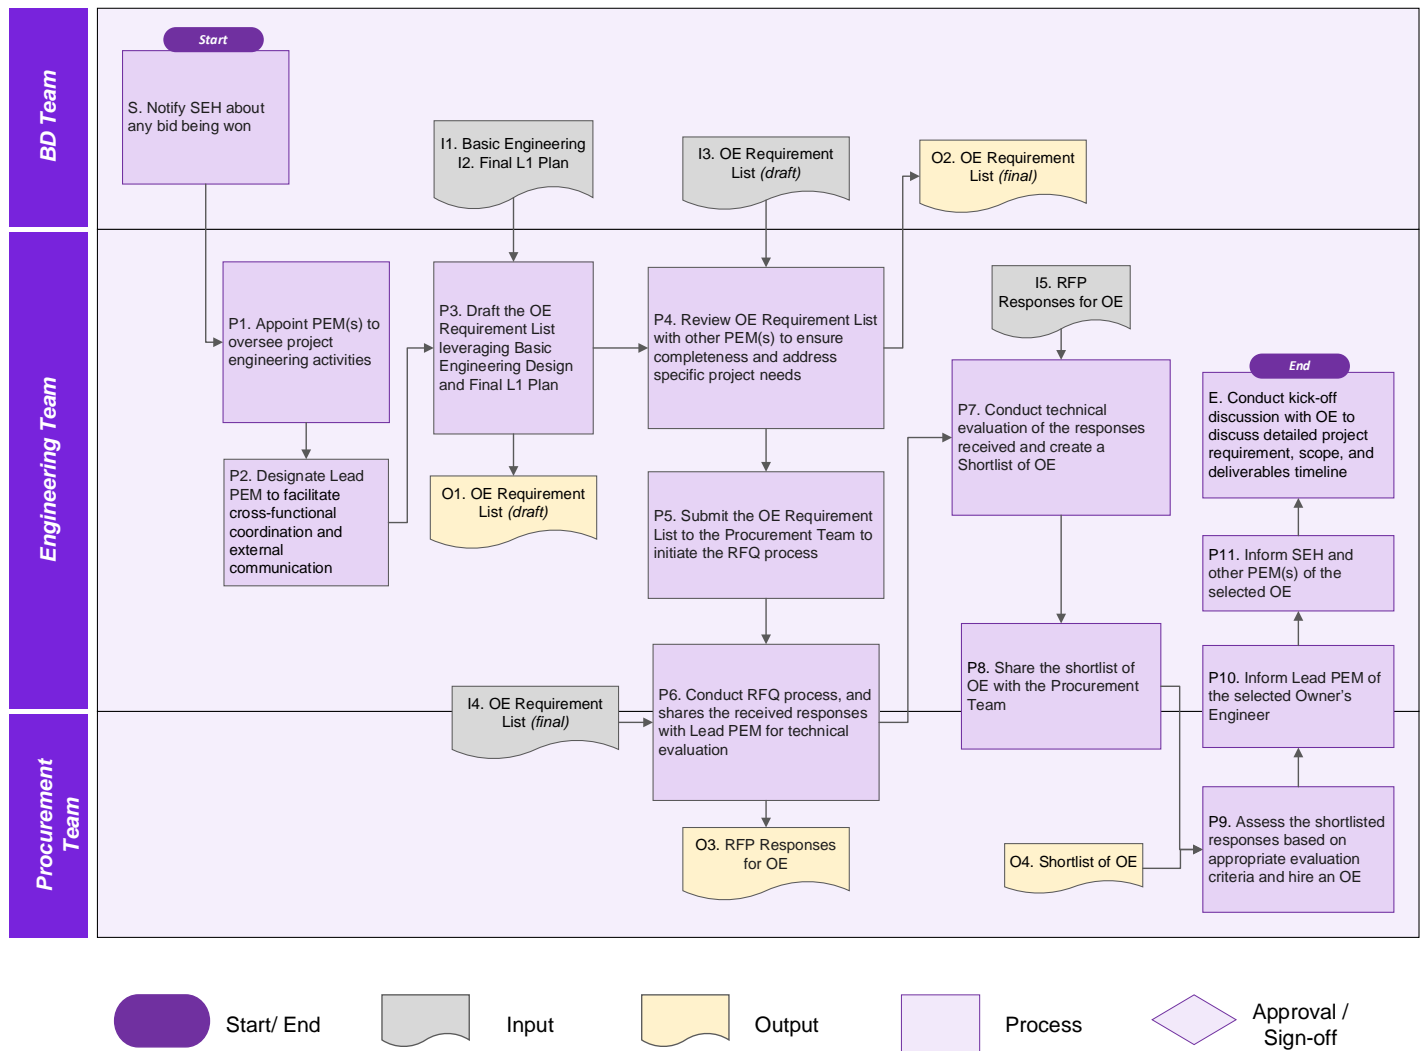 BD Team
Start
S. Notify SEH about
any bid being won
I1. Basic Engineering
I2. Final L1 Plan
I3. OE Requirement
List (draft)
O2. OE Requirement
List (final)
Engineering Team
P1. Appoint PEM(s) to
oversee project
engineering activities
P2. Designate Lead
PEM to facilitate
cross-functional
coordination and
external
communication
P3. Draft the OE
Requirement List
leveraging Basic
Engineering Design
and Final L1 Plan
O1. OE Requirement
List (draft)
P4. Review OE Requirement List
with other PEM(s) to ensure
completeness and address
specific project needs
P5. Submit the OE Requirement
List to the Procurement Team to
initiate the RFQ process
I4. OE Requirement
List (final)
P6. Conduct RFQ process, and
shares the received responses
with Lead PEM for technical
evaluation
I5. RFP
Responses for OE
P7. Conduct technical
evaluation of the responses
received and create a
Shortlist of OE
P8. Share the shortlist of
OE with the Procurement
Team
End
E. Conduct kick-off
discussion with OE to
discuss detailed project
requirement, scope, and
deliverables timeline
P11. Inform SEH and
other PEM(s) of the
selected OE
P10. Inform Lead PEM of
the selected Owner's
Engineer
Procurement
Team
O3. RFP Responses
for OE
O4. Shortlist of OE
P9. Assess the shortlisted
responses based on
appropriate evaluation
criteria and hire an OE
Start/ End
Input
Output
Process
Approval /
Sign-off